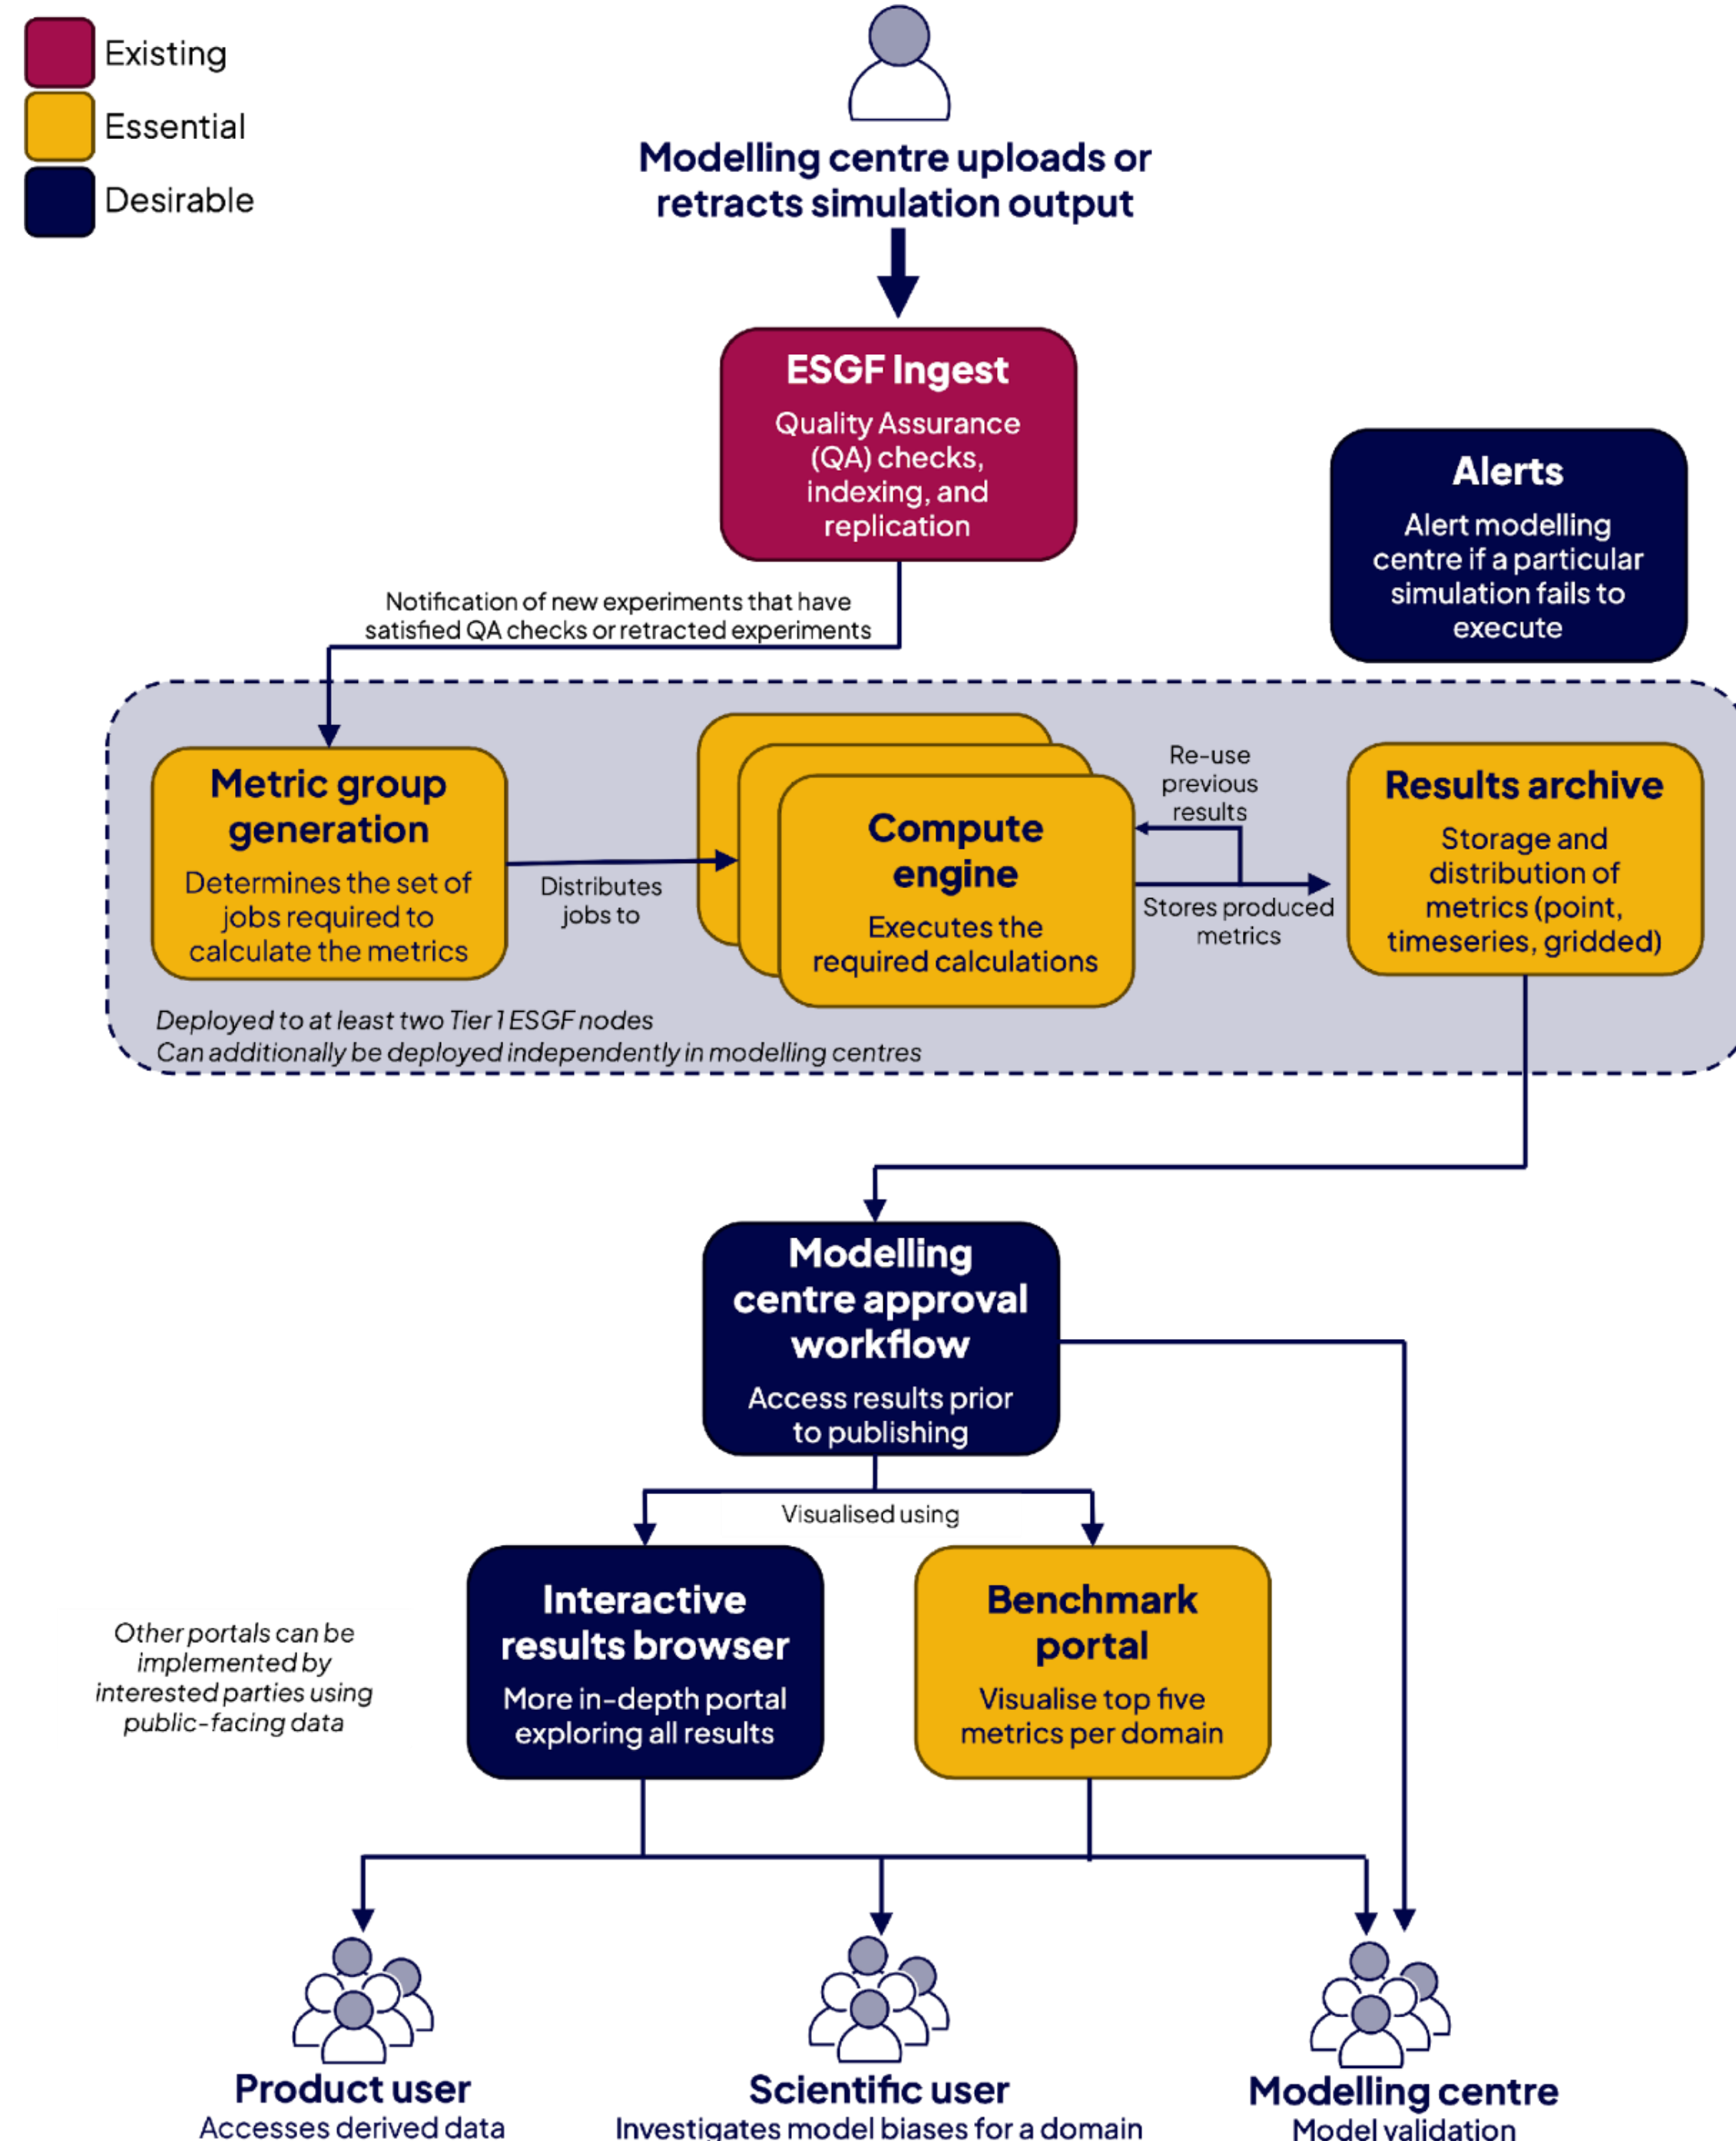 Existing
Essential
Desirable
Modelling centre uploads or
retracts simulation output
ESGF Ingest
Quality Assurance
(QA) checks,
indexing, and
replication
Alerts
Alert modelling
centre if a particular
simulation fails to
execute
Notification of new experiments that have
satisfied QA checks or retracted experiments
Metric group
generation
Determines the set of
jobs required to
calculate the metrics
Distributes
jobs to
Compute
engine
Executes the
required calculations
Re-use
previous
results
Stores produced
metrics
Results archive
Storage and
distribution of
metrics (point,
timeseries, gridded)
Deployed to at least two Tier 1 ESGF nodes
Can additionally be deployed independently in modelling centres
Modelling
centre approval
workflow
Access results prior
to publishing
Visualised using
Interactive
results browser
More in-depth portal
exploring all results
Benchmark
portal
Visualise top five
metrics per domain
Other portals can be
implemented by
interested parties using
public-facing data
Product user
Accesses derived data
Scientific user
Investigates model biases for a domain
Modelling centre
Model validation